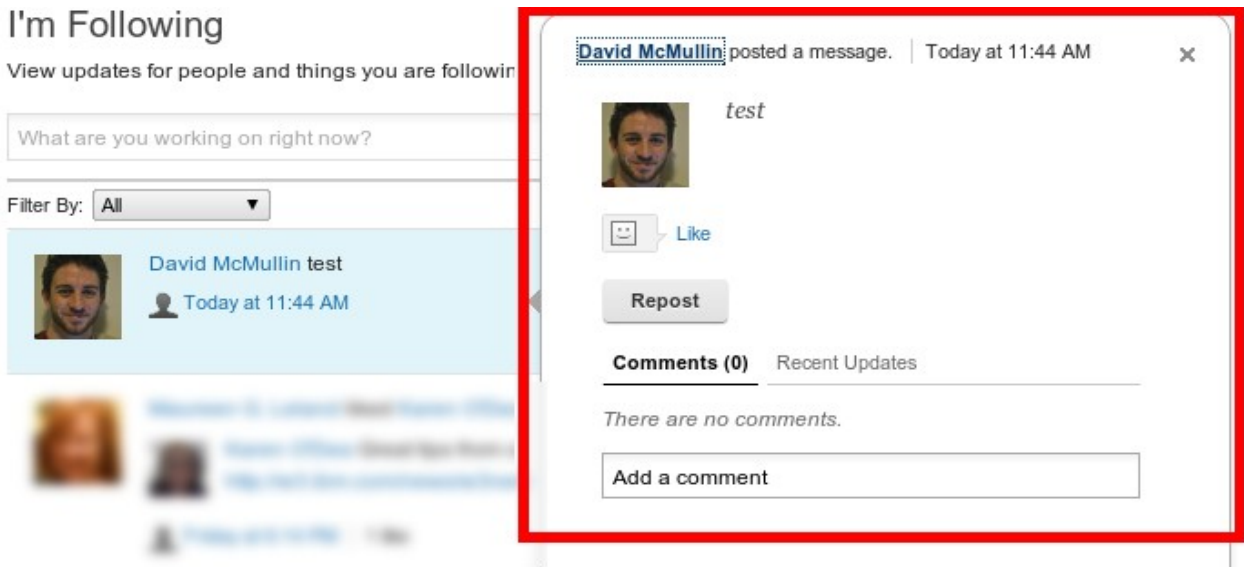 I'm Following
View updates for people and things you are followin
What are you working on right now?
Filter By: All
David McMullin test
Today at 11:44 AM
David McMullin posted a message. Today at 11:44 AM
test
Like
Repost
Comments (0) Recent Updates
There are no comments.
Add a comment